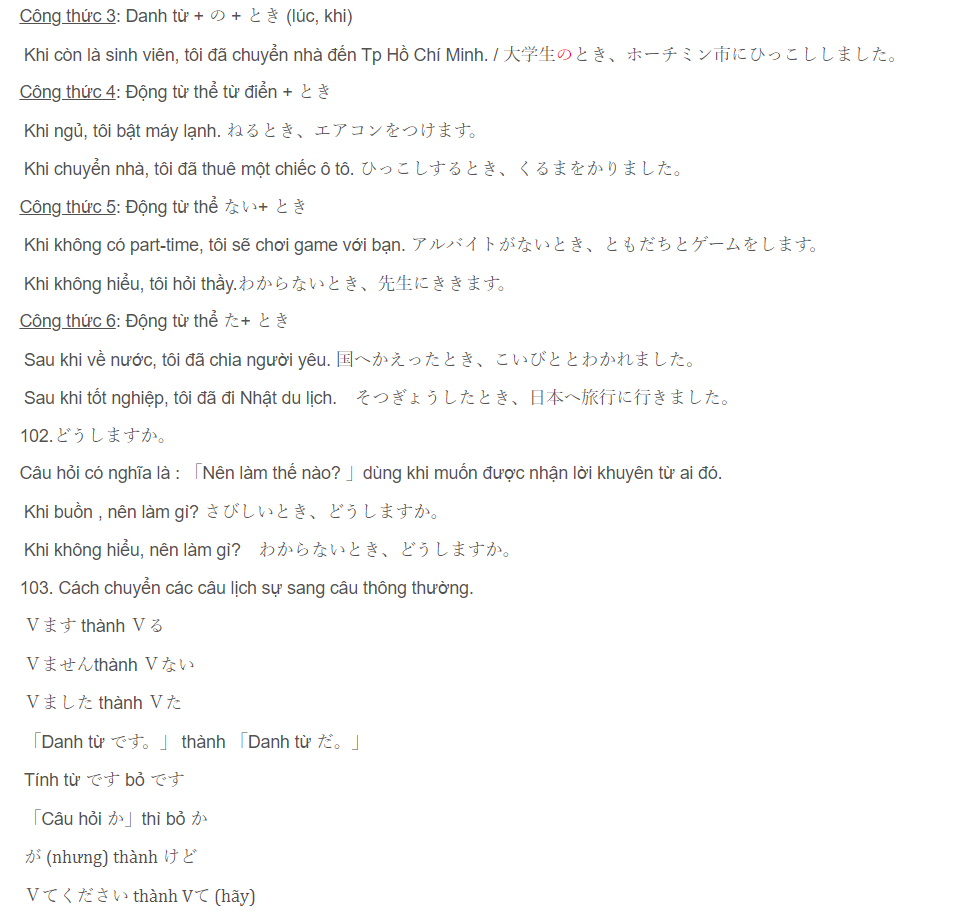 Công thức 3: Danh từ + の + とき (lúc, khi)
Khi còn là sinh viên, tôi đã chuyển nhà đến Tp Hồ Chí Minh. / 大学生のとき、ホーチミン市にひっこししました。
Công thức 4: Động từ thể từ điển + とき
Khi ngủ, tôi bật máy lạnh. ねるとき、エアコンをつけます。
Khi chuyển nhà, tôi đã thuê một chiếc ô tô. ひっこしするとき、くるまをかりました。
Công thức 5: Động từ thể ない+ とき
Khi không có part-time, tôi sẽ chơi game với bạn. アルバイトがないとき、ともだちとゲームをします。
Khi không hiểu, tôi hỏi thầy.わからないとき、先生にききます。
Công thức 6: Động từ thể た+ とき
Sau khi về nước, tôi đã chia người yêu. 国へかえったとき、こいびととわかれました。
Sau khi tốt nghiệp, tôi đã đi Nhật du lịch.　そつぎょうしたとき、日本へ旅行に行きました。
102.どうしますか。
Câu hỏi có nghĩa là : 「Nên làm thế nào? 」dùng khi muốn được nhận lời khuyên từ ai đó.
Khi buồn , nên làm gì? さびしいとき、どうしますか。
Khi không hiểu, nên làm gì?　わからないとき、どうしますか。
103. Cách chuyển các câu lịch sự sang câu thông thường.
Ｖます thành Ｖる
Ｖませんthành Ｖない
Ｖました thành Ｖた
「Danh từ です。」 thành 「Danh từ だ。」
Tính từ です bỏ です
「Câu hỏi か」thì bỏ か
が (nhưng) thành けど
Ｖてください thành Vて (hãy)